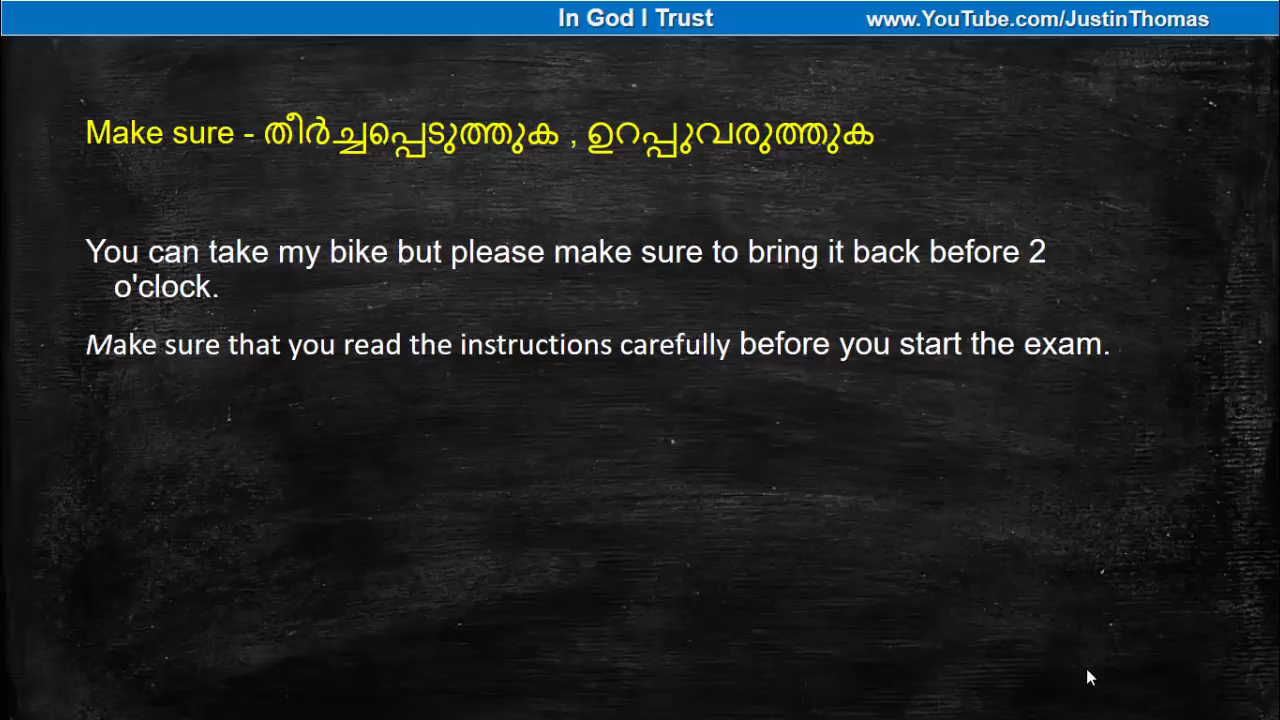 In God I Trust
www.YouTube.com/JustinThomas
Make sure - തീർച്ചപ്പെടുത്തുക , ഉറപ്പുവരുത്തുക
You can take my bike but please make sure to bring it back before 2
o'clock.
Make sure that you read the instructions carefully before you start the exam.